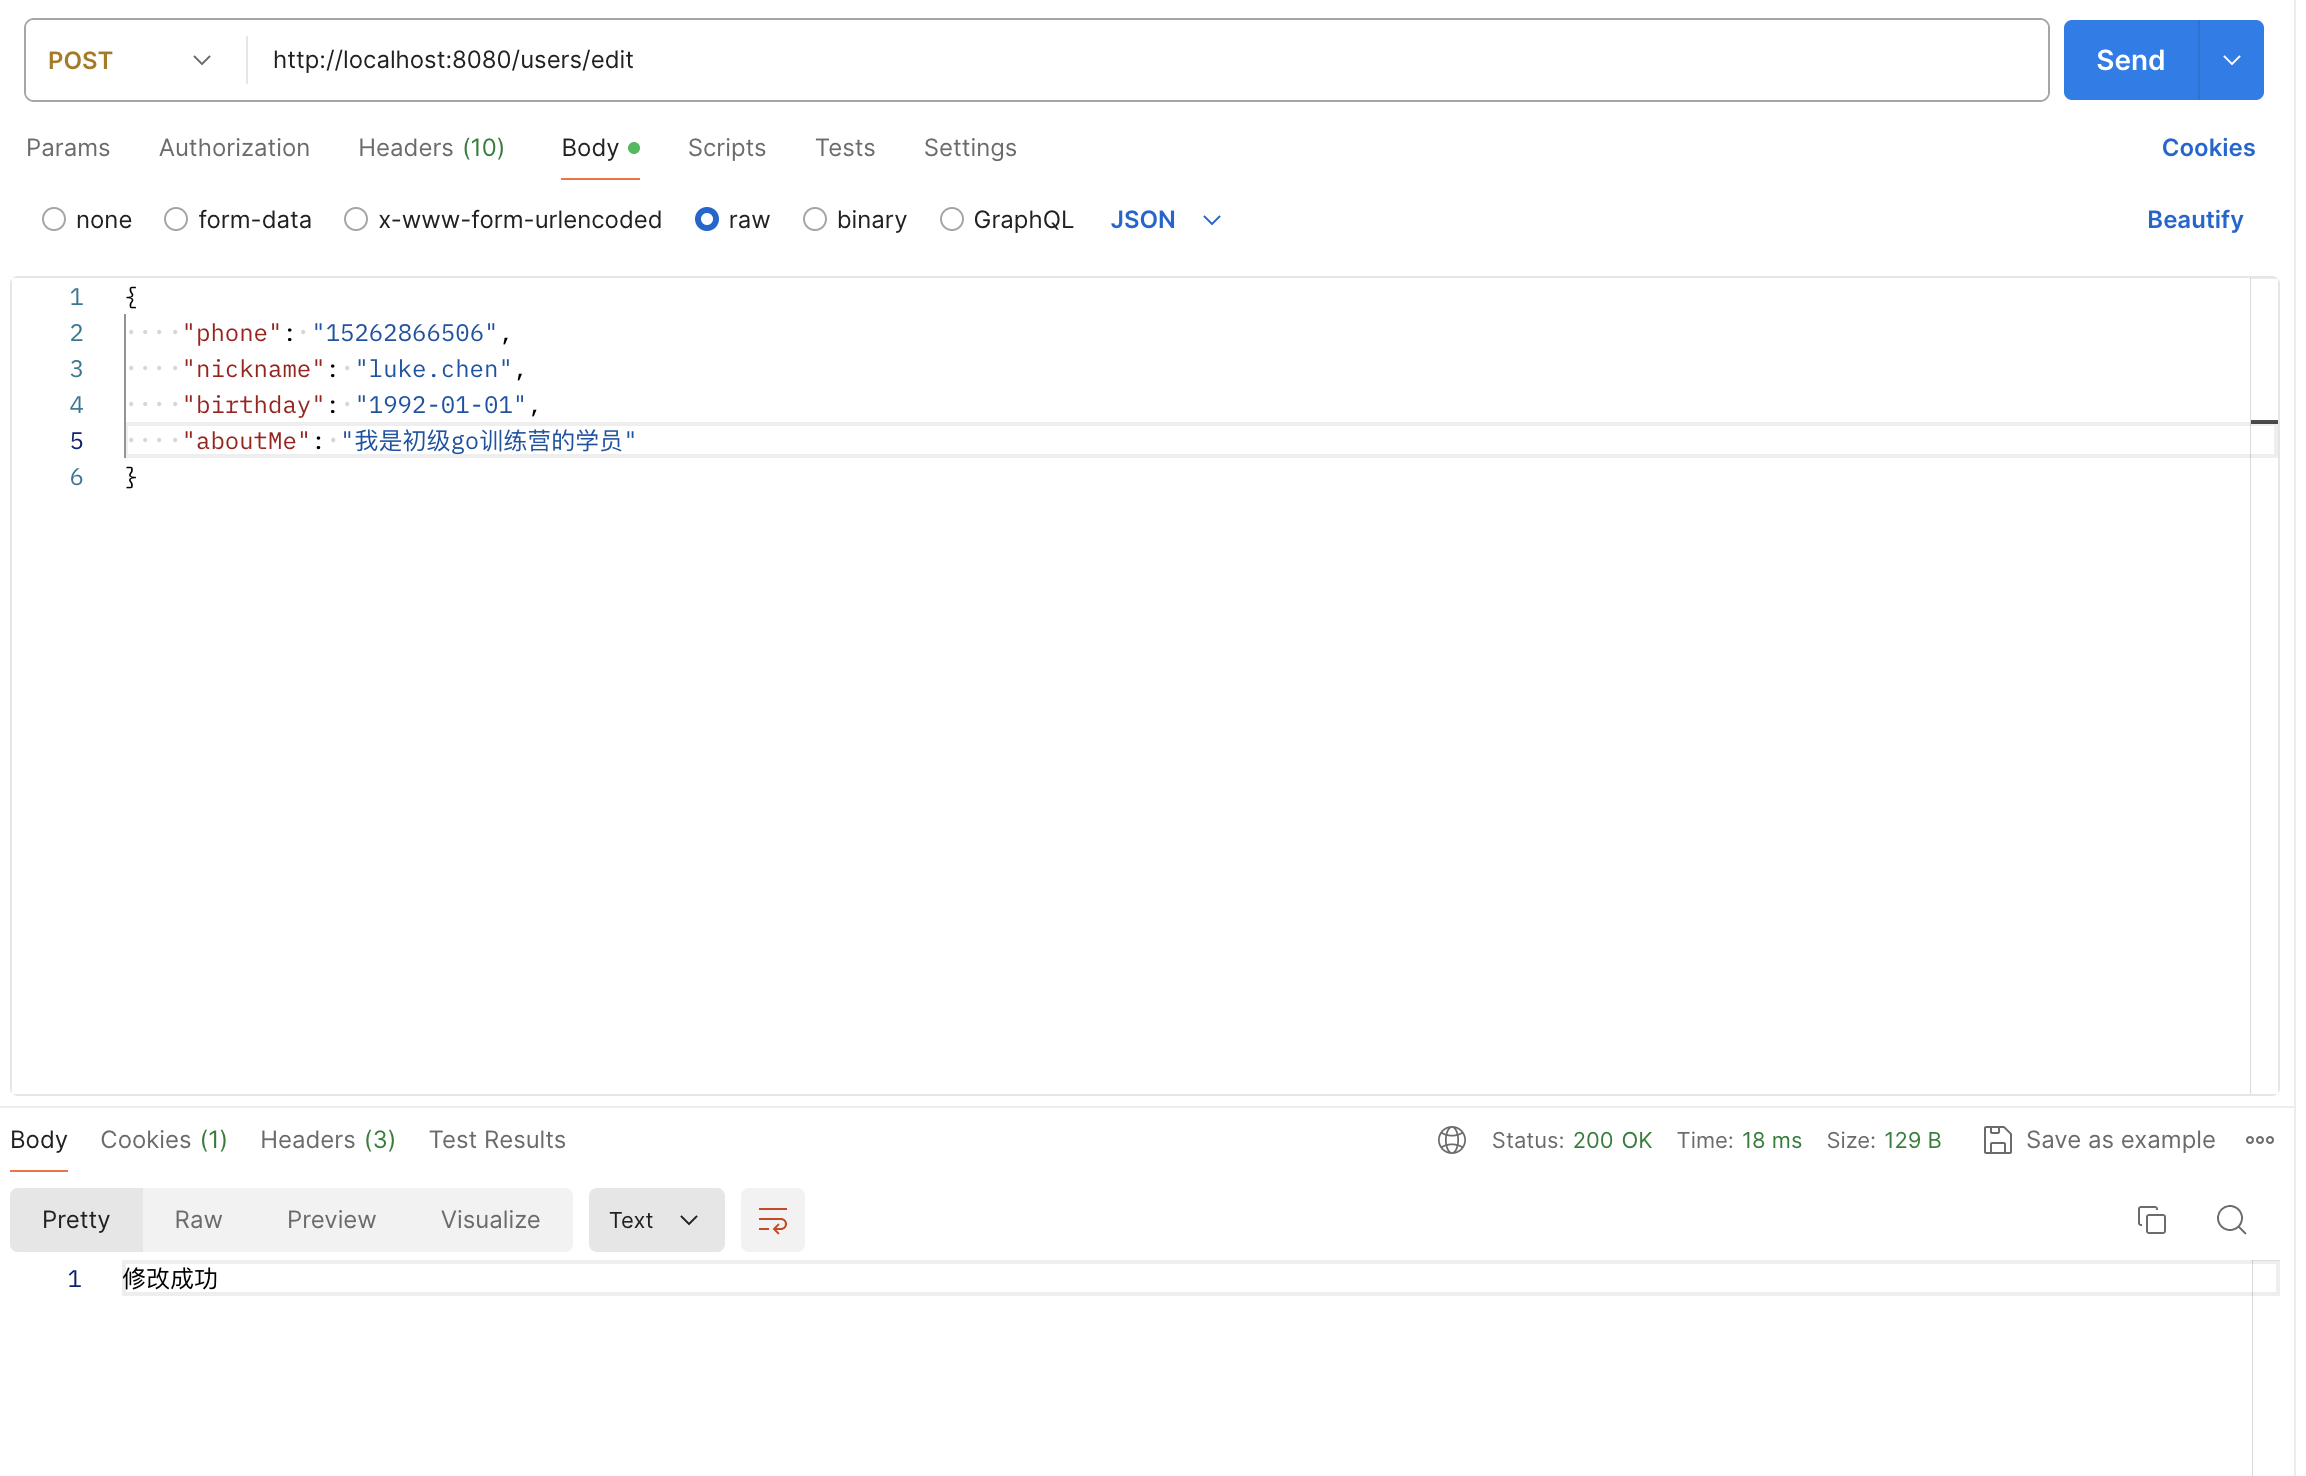 POST http://localhost:8080/users/edit Send
Params Authorization Headers (10) Body Scripts Tests Settings Cookies
none form-data x-www-form-urlencoded raw binary GraphQL JSON Beautify
1 {
2 "phone": "15262866506",
3 "nickname": "luke.chen",
4 "birthday": "1992-01-01",
5 "aboutMe": "我是初级go训练营的学员"
6 }
Body Cookies (1) Headers (3) Test Results Status: 200 OK Time: 18 ms Size: 129 B Save as example
Pretty Raw Preview Visualize Text
1 修改成功